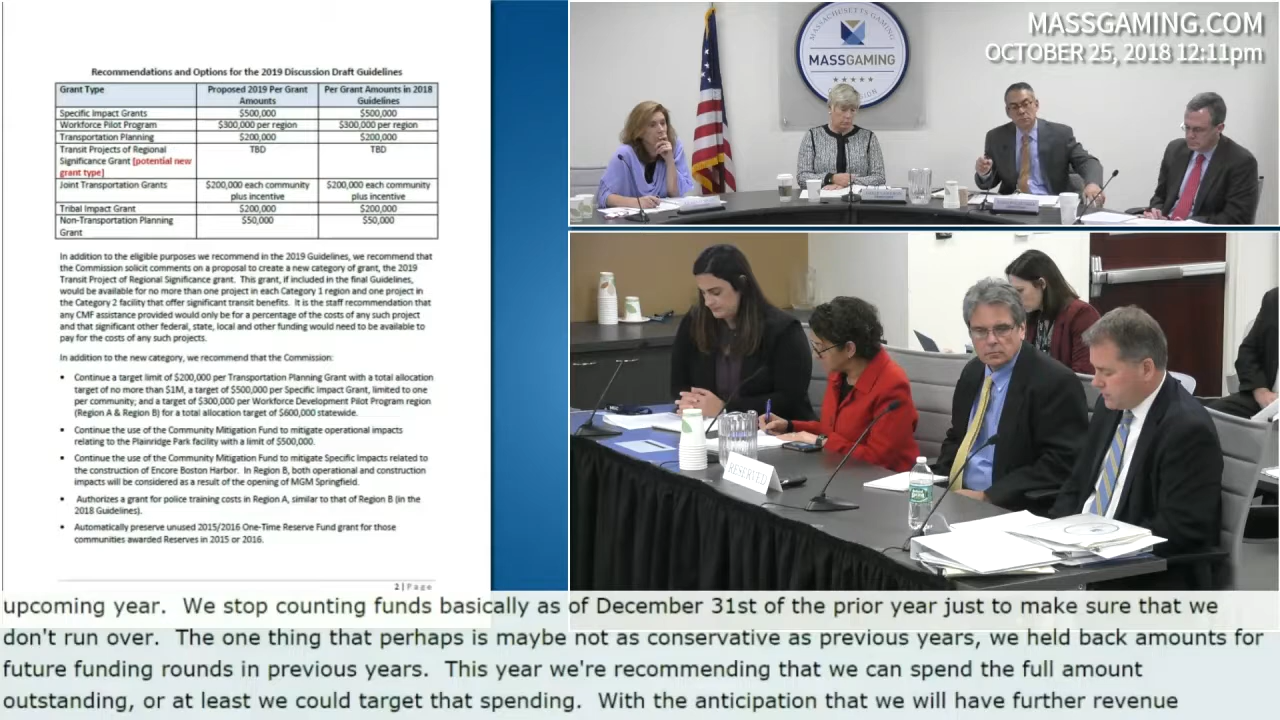 Recommendations and Options for the 2019 Discussion Draft Guidelines
Grant Type
Proposed 2019 Per Grant Amounts
Per Grant Amounts in 2018 Guidelines
Specific Impact Grants $500,000 $500,000
Workforce Pilot Program $300,000 per region $300,000 per region
Transportation Planning $200,000 $200,000
Transit Projects of Regional TBD TBD
Significance Grant [potential new
grant type]
Joint Transportation Grants $200,000 each community $200,000 each community
plus incentive plus incentive
Tribal Impact Grant $200,000 $200,000
Non-Transportation Planning $50,000 $50,000
Grant
In addition to the eligible purposes we recommend in the 2019 Guidelines, we recommend that
the Commission solicit comments on a proposal to create a new category of grant, the 2019
Transit Project of Regional Significance grant. This grant, if included in the final Guidelines,
would be available for no more than one project in each Category 1 region and one project in
the Category 2 facility that offer significant transit benefits. It is the staff recommendation that
any CMF assistance provided would only be for a percentage of the costs of any such project
and that significant other federal, state, local and other funding would need to be available to
pay for the costs of any such projects.
In addition to the new category, we recommend that the Commission:
• Continue a target limit of $200,000 per Transportation Planning Grant with a total allocation
target of no more than $1M, a target of $500,000 per Specific Impact Grant, limited to one
per community; and a target of $300,000 per Workforce Development Pilot Program region
(Region A & Region B) for a total allocation target of $600,000 statewide.
• Continue the use of the Community Mitigation Fund to mitigate operational impacts
relating to the Plainridge Park facility with a limit of $500,000.
• Continue the use of the Community Mitigation Fund to mitigate Specific Impacts related to
the construction of Encore Boston Harbor. In Region B, both operational and construction
impacts will be considered as a result of the opening of MGM Springfield.
• Authorizes a grant for police training costs in Region A, similar to that of Region B (in the
2018 Guidelines).
• Automatically preserve unused 2015/2016 One-Time Reserve Fund grant for those
communities awarded Reserves in 2015 or 2016.
2 | Page
MASSACHUSETTS GAMING
MASSGAMING
MASSGAMING.COM
OCTOBER 25, 2018 12:11pm
RESERVED
upcoming year. We stop counting funds basically as of December 31st of the prior year just to make sure that we
don't run over. The one thing that perhaps is maybe not as conservative as previous years, we held back amounts for
future funding rounds in previous years. This year we're recommending that we can spend the full amount
outstanding, or at least we could target that spending. With the anticipation that we will have further revenue